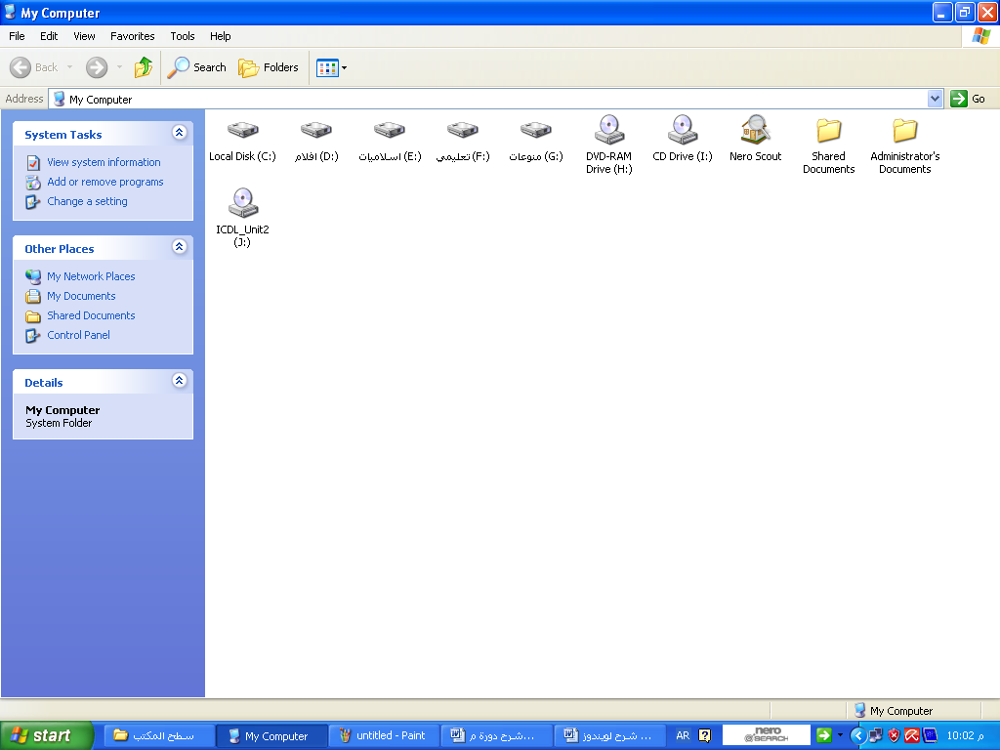 My Computer
File Edit View Favorites Tools Help
Back Search Folders
Address My Computer Go
System Tasks
View system information
Add or remove programs
Change a setting
Other Places
My Network Places
My Documents
Shared Documents
Control Panel
Details
My Computer
System Folder
Local Disk (C:)
افلام (D:)
اسلاميات (E:)
تعليمي (F:)
منوعات (G:)
DVD-RAM
Drive (H:)
CD Drive (I:)
Nero Scout
Shared
Documents
Administrator's
Documents
ICDL_Unit2
(J:)
My Computer
start
سطح المكتب
My Computer
untitled - Paint
شرح دورة م...
شرح لويندوز ...
AR
nero
@SEARCH
10:02 م